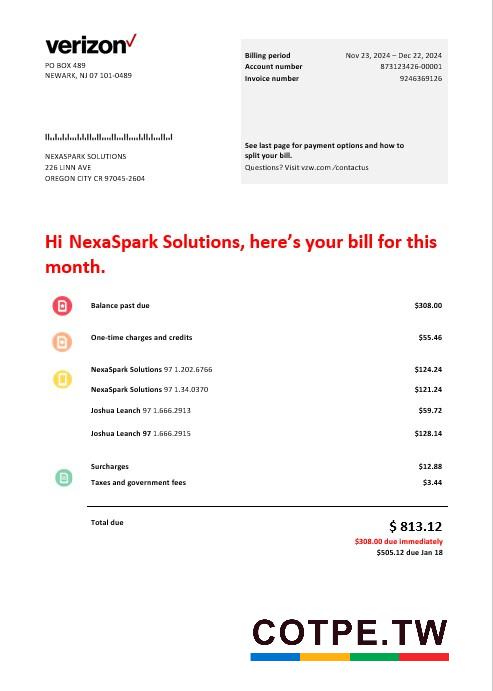 verizon
PO BOX 489
NEWARK, NJ 07 101-0489
Billing period Nov 23, 2024 – Dec 22, 2024
Account number 873123426-00001
Invoice number 9246369126
See last page for payment options and how to
split your bill.
Questions? Visit vzw.com/contactus
NEXASPARK SOLUTIONS
226 LINN AVE
OREGON CITY CR 97045-2604
Hi NexaSpark Solutions, here's your bill for this
month.
Balance past due $308.00
One-time charges and credits $55.46
NexaSpark Solutions 97 1.202.6766 $124.24
NexaSpark Solutions 97 1.34.0370 $121.24
Joshua Leanch 97 1.666.2913 $59.72
Joshua Leanch 97 1.666.2915 $128.14
Surcharges $12.88
Taxes and government fees $3.44
Total due $ 813.12
$308.00 due immediately
$505.12 due Jan 18
COTPE.TW